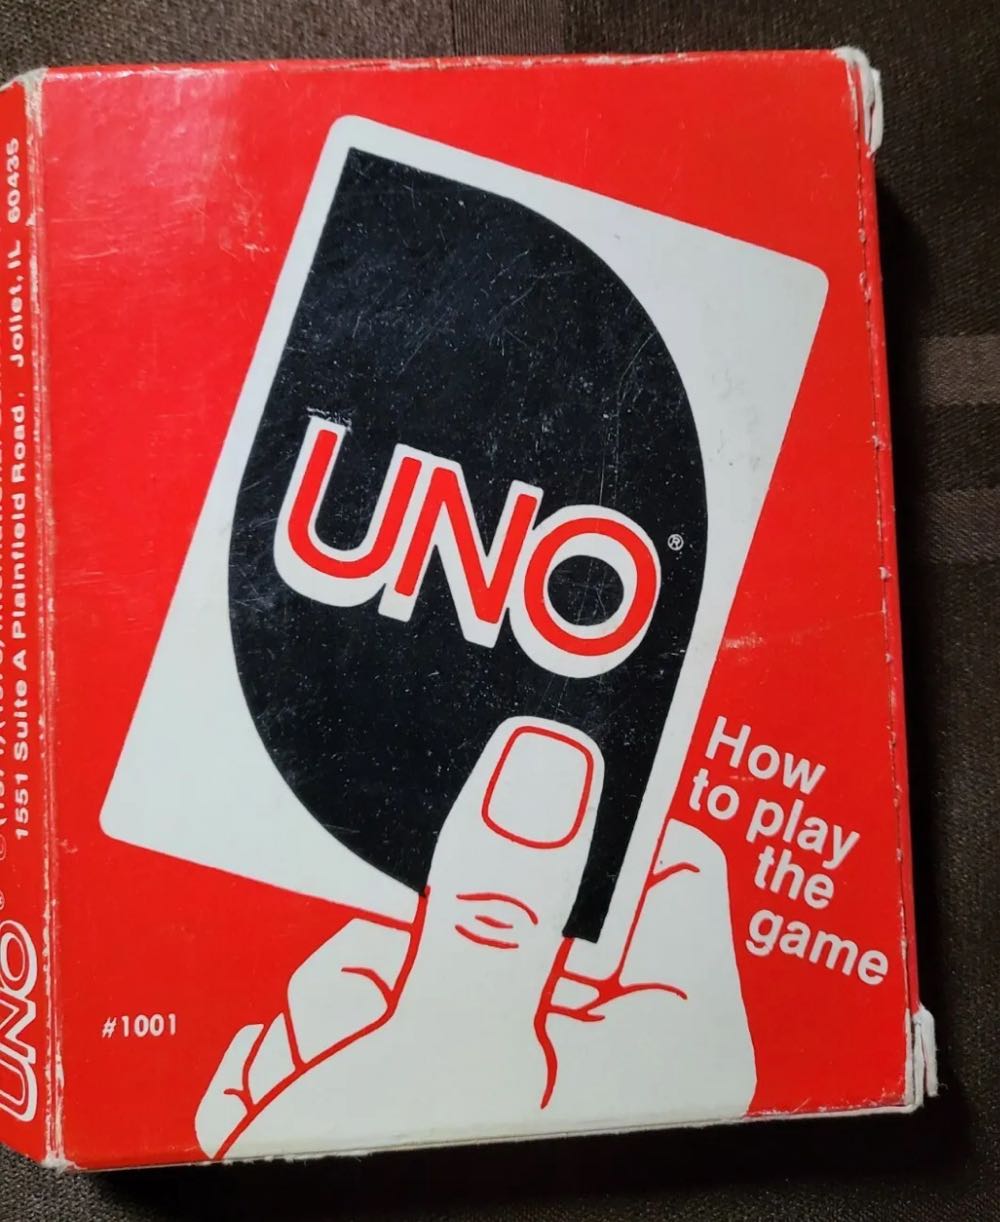 UNO®
How
to play
the
game
#1001
UNO®
1551 Suite A Plainfield Road, Joliet, IL 60435